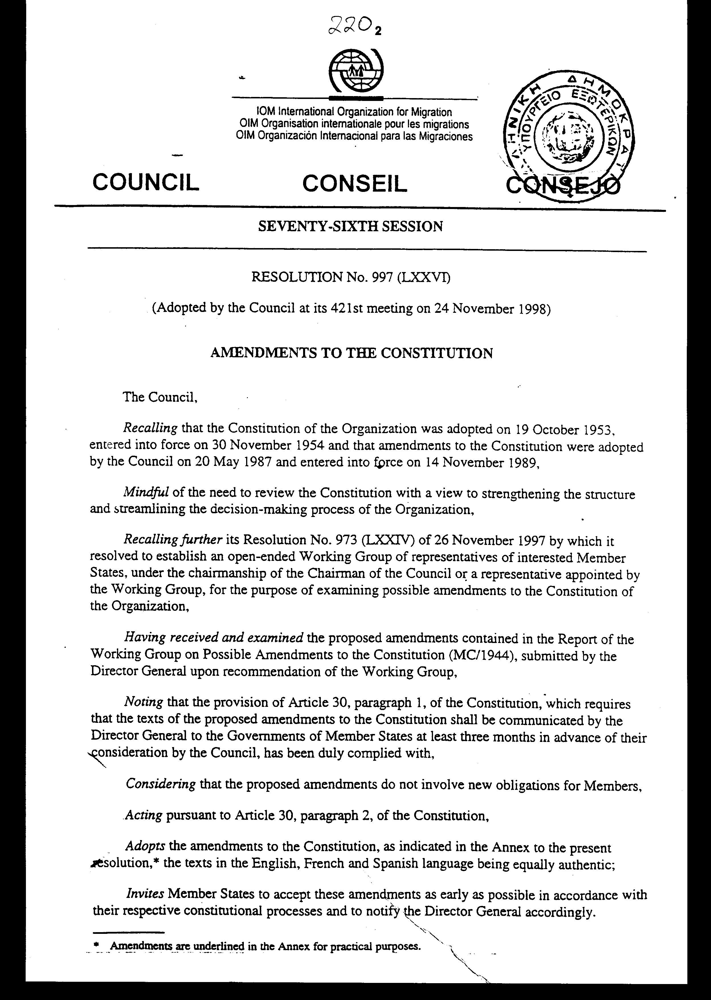 220 2
IOM International Organization for Migration
OIM Organisation internationale pour les migrations
OIM Organización Internacional para las Migraciones
ΔΗΜΟΚΡΑΤ
ΥΠΟΥΡΓΕΙΟ ΕΞΩΤΕΡΙΚΩΝ
COUNCIL CONSEIL CONSEJO
SEVENTY-SIXTH SESSION
RESOLUTION No. 997 (LXXVI)
(Adopted by the Council at its 421st meeting on 24 November 1998)
AMENDMENTS TO THE CONSTITUTION
The Council,
Recalling that the Constitution of the Organization was adopted on 19 October 1953,
entered into force on 30 November 1954 and that amendments to the Constitution were adopted
by the Council on 20 May 1987 and entered into force on 14 November 1989,
Mindful of the need to review the Constitution with a view to strengthening the structure
and streamlining the decision-making process of the Organization,
Recalling further its Resolution No. 973 (LXXIV) of 26 November 1997 by which it
resolved to establish an open-ended Working Group of representatives of interested Member
States, under the chairmanship of the Chairman of the Council or a representative appointed by
the Working Group, for the purpose of examining possible amendments to the Constitution of
the Organization,
Having received and examined the proposed amendments contained in the Report of the
Working Group on Possible Amendments to the Constitution (MC/1944), submitted by the
Director General upon recommendation of the Working Group,
Noting that the provision of Article 30, paragraph 1, of the Constitution, which requires
that the texts of the proposed amendments to the Constitution shall be communicated by the
Director General to the Governments of Member States at least three months in advance of their
consideration by the Council, has been duly complied with,
Considering that the proposed amendments do not involve new obligations for Members,
Acting pursuant to Article 30, paragraph 2, of the Constitution,
Adopts the amendments to the Constitution, as indicated in the Annex to the present
resolution,* the texts in the English, French and Spanish language being equally authentic;
Invites Member States to accept these amendments as early as possible in accordance with
their respective constitutional processes and to notify the Director General accordingly.
* Amendments are underlined in the Annex for practical purposes.